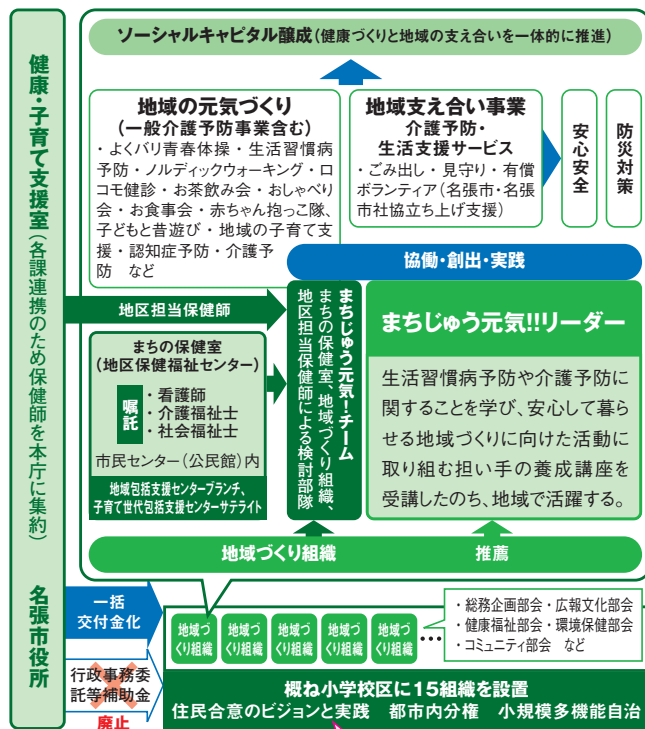 ソーシャルキャピタル醸成(健康づくりと地域の支え合いを一体的に推進)
健康・子育て支援室(各課連携のため保健師を本庁に集約)
名張市役所
地域の元気づくり
(一般介護予防事業含む)
・よくバリ青春体操・生活習慣病
予防・ノルディックウォーキング・ロ
コモ健診・お茶飲み会・おしゃべり
会・お食事会・赤ちゃん抱っこ隊、
子どもと昔遊び・地域の子育て支
援・認知症予防・介護予
防 など
地域支え合い事業
介護予防・
生活支援サービス
・ごみ出し・見守り・有償
ボランティア(名張市・名張
市社協立ち上げ支援)
安心安全
防災対策
協働・創出・実践
地区担当保健師
まちの保健室
(地区保健福祉センター)
嘱託
・看護師
・介護福祉士
・社会福祉士
市民センター(公民館)内
地域包括支援センターブランチ、
子育て世代包括支援センターサテライト
まちじゅう元気!チーム
まちの保健室、地域づくり組織、
地区担当保健師による検討部隊
まちじゅう元気!!リーダー
生活習慣病予防や介護予防に
関することを学び、安心して暮ら
せる地域づくりに向けた活動に
取り組む担い手の養成講座を
受講したのち、地域で活躍する。
地域づくり組織
推薦
一括
交付金化
行政事務委
託等補助金
廃止
地域づ
くり組織
地域づ
くり組織
地域づ
くり組織
地域づ
くり組織
地域づ
くり組織
…
・総務企画部会・広報文化部会
・健康福祉部会・環境保健部会
・コミュニティ部会 など
概ね小学校区に15組織を設置
住民合意のビジョンと実践 都市内分権 小規模多機能自治